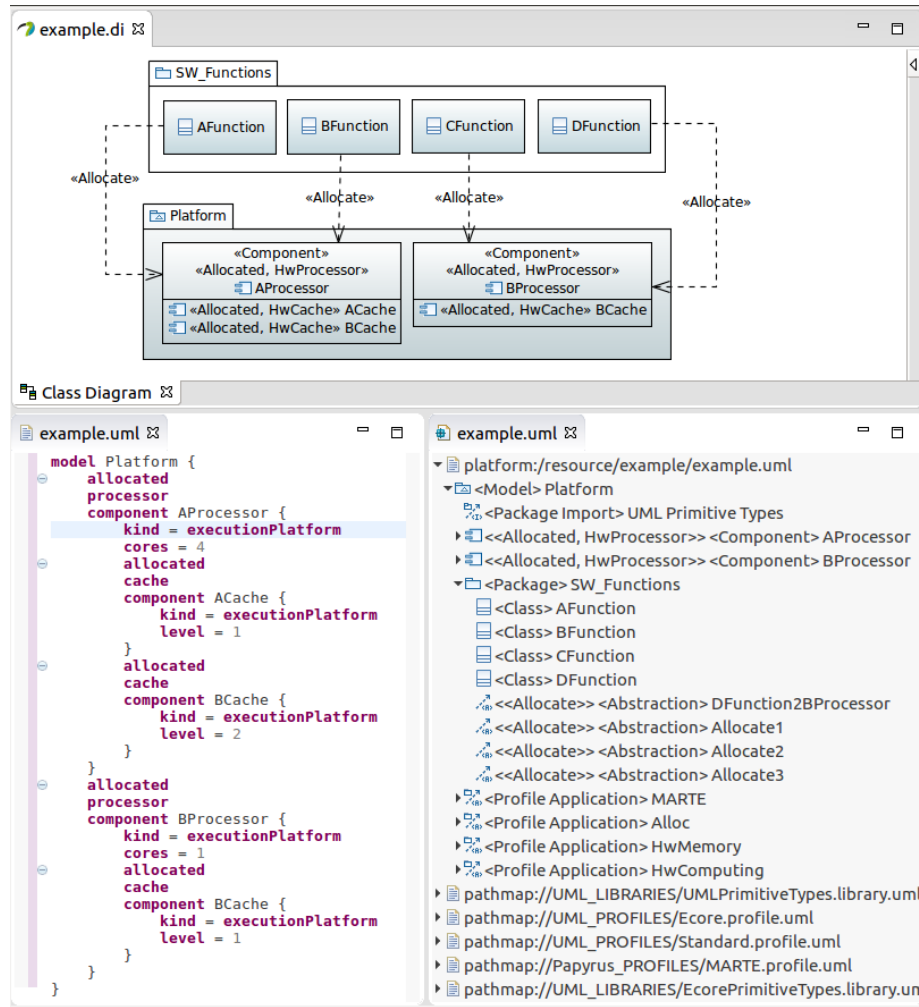 example.di
SW_Functions
AFunction
BFunction
CFunction
DFunction
«Allocate»
«Allocate»
«Allocate»
«Allocate»
Platform
«Component»
«Allocated, HwProcessor»
AProcessor
«Allocated, HwCache» ACache
«Allocated, HwCache» BCache
«Component»
«Allocated, HwProcessor»
BProcessor
«Allocated, HwCache» BCache
Class Diagram
example.uml
model Platform {
allocated
processor
component AProcessor {
kind = executionPlatform
cores = 4
allocated
cache
component ACache {
kind = executionPlatform
level = 1
}
allocated
cache
component BCache {
kind = executionPlatform
level = 2
}
}
allocated
processor
component BProcessor {
kind = executionPlatform
cores = 1
allocated
cache
component BCache {
kind = executionPlatform
level = 1
}
}
}
example.uml
platform:/resource/example/example.uml
<Model> Platform
<Package Import> UML Primitive Types
<<Allocated, HwProcessor>> <Component> AProcessor
<<Allocated, HwProcessor>> <Component> BProcessor
<Package> SW_Functions
<Class> AFunction
<Class> BFunction
<Class> CFunction
<Class> DFunction
<<Allocate>> <Abstraction> DFunction2BProcessor
<<Allocate>> <Abstraction> Allocate1
<<Allocate>> <Abstraction> Allocate2
<<Allocate>> <Abstraction> Allocate3
<Profile Application> MARTE
<Profile Application> Alloc
<Profile Application> HwMemory
<Profile Application> HwComputing
pathmap://UML_LIBRARIES/UMLPrimitiveTypes.library.uml
pathmap://UML_PROFILES/Ecore.profile.uml
pathmap://UML_PROFILES/Standard.profile.uml
pathmap://Papyrus_PROFILES/MARTE.profile.uml
pathmap://UML_LIBRARIES/EcorePrimitiveTypes.library.um